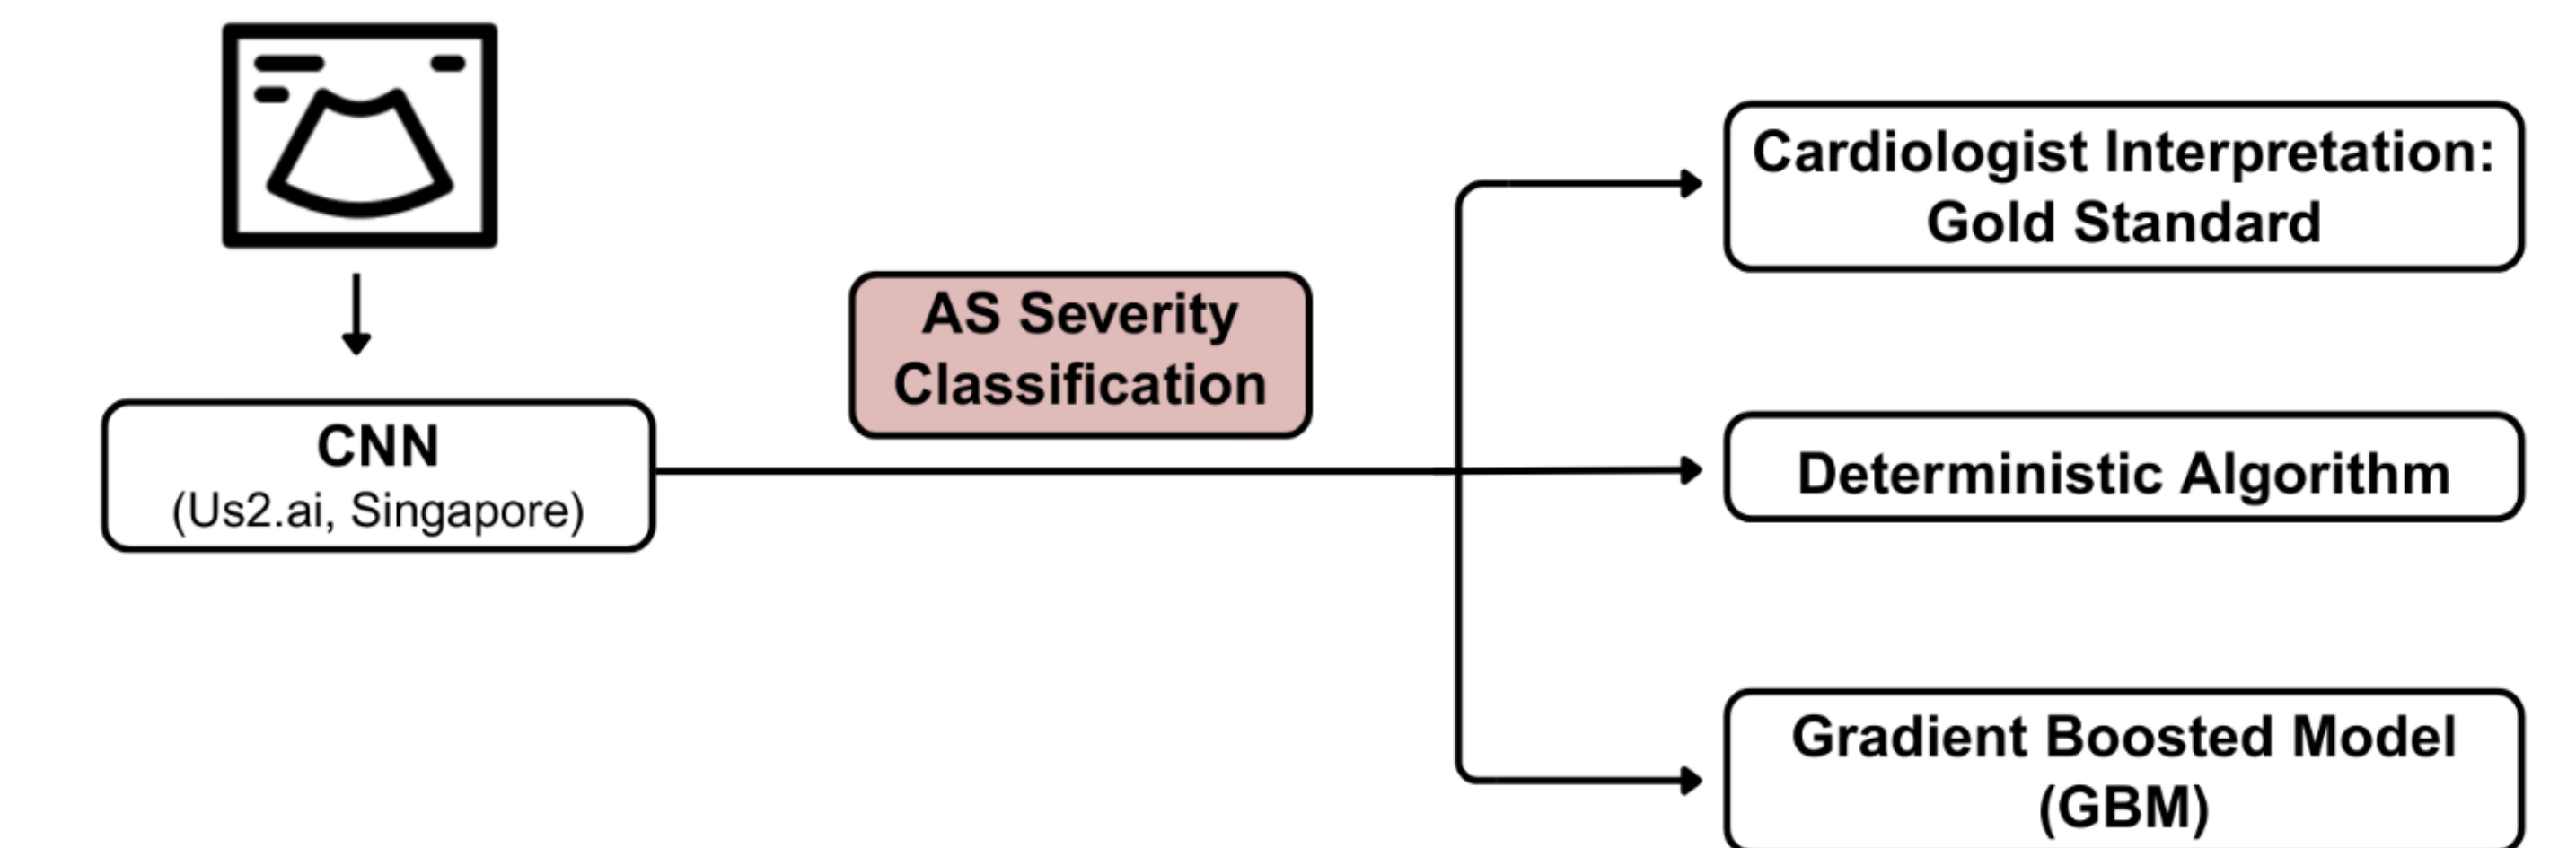 CNN
(Us2.ai, Singapore)
AS Severity
Classification
Cardiologist Interpretation:
Gold Standard
Deterministic Algorithm
Gradient Boosted Model
(GBM)